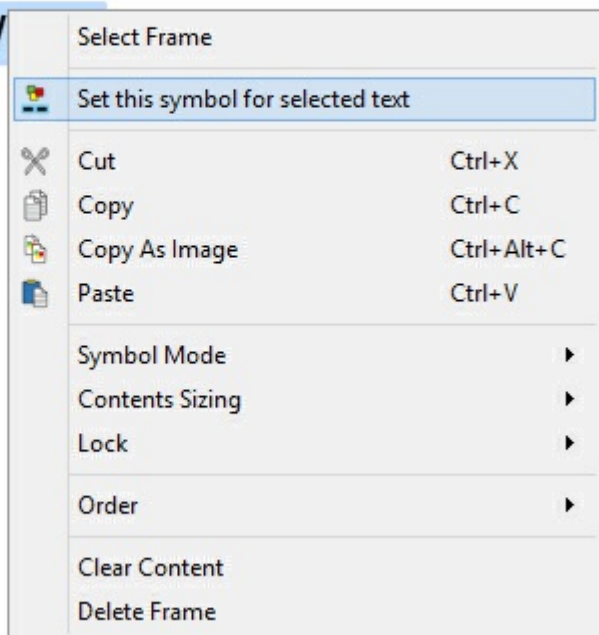 Select Frame
Set this symbol for selected text
Cut Ctrl+X
Copy Ctrl+C
Copy As Image Ctrl+Alt+C
Paste Ctrl+V
Symbol Mode
Contents Sizing
Lock
Order
Clear Content
Delete Frame